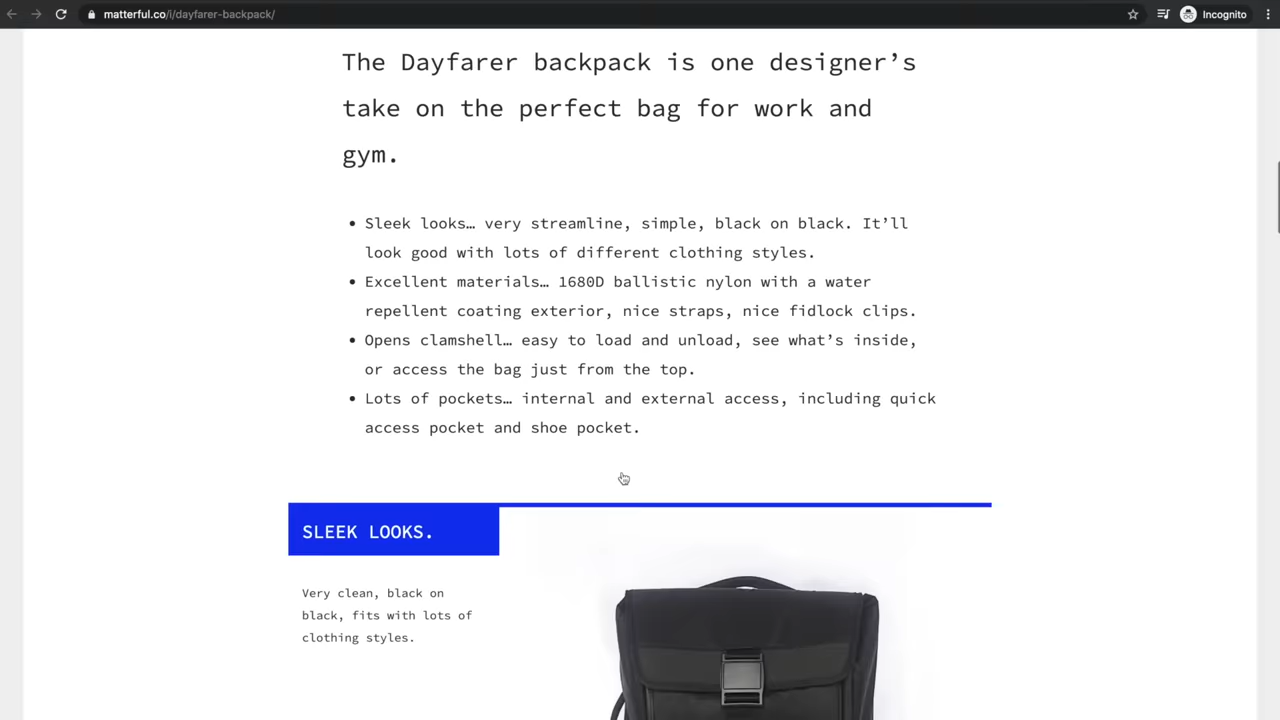 matterful.co/i/dayfarer-backpack/
Incognito
The Dayfarer backpack is one designer’s
take on the perfect bag for work and
gym.
• Sleek looks… very streamline, simple, black on black. It’ll
look good with lots of different clothing styles.
• Excellent materials… 1680D ballistic nylon with a water
repellent coating exterior, nice straps, nice fidlock clips.
• Opens clamshell… easy to load and unload, see what’s inside,
or access the bag just from the top.
• Lots of pockets… internal and external access, including quick
access pocket and shoe pocket.
SLEEK LOOKS.
Very clean, black on
black, fits with lots of
clothing styles.